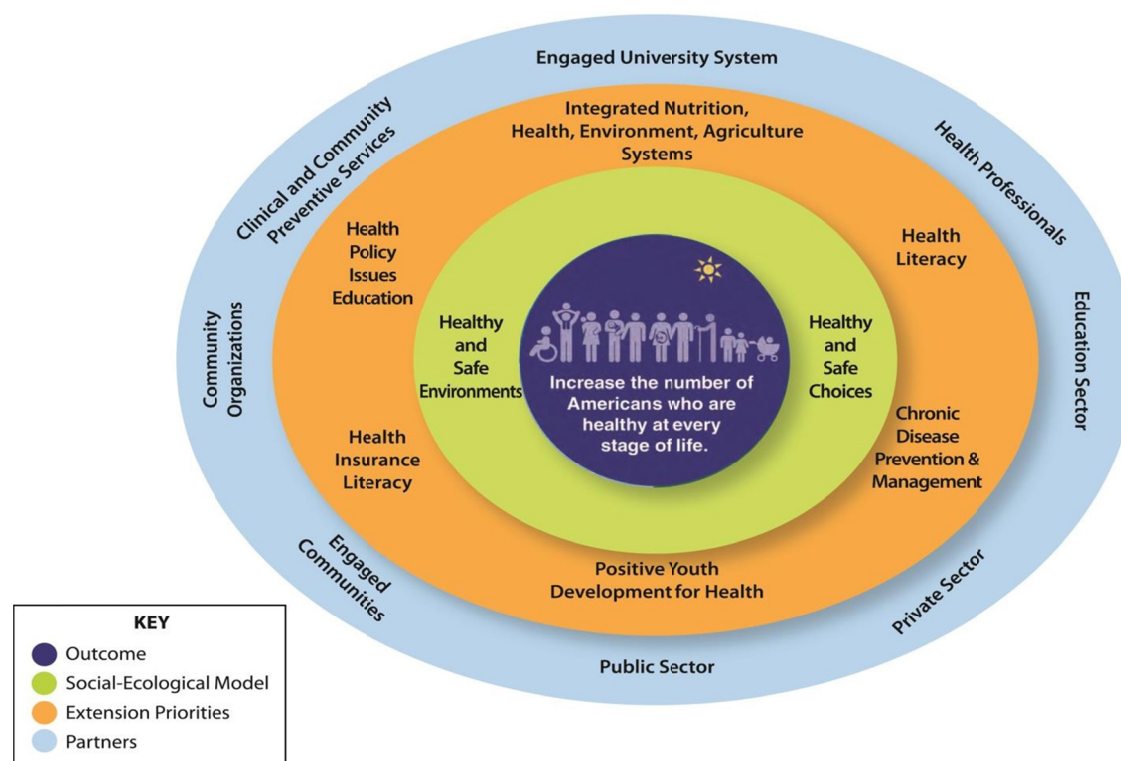 Engaged University System
Clinical and Community
Preventive Services
Health Professionals
Community
Organizations
Education Sector
Engaged
Communities
Private Sector
Public Sector
Integrated Nutrition,
Health, Environment, Agriculture
Systems
Health
Policy
Issues
Education
Health
Literacy
Health
Insurance
Literacy
Chronic
Disease
Prevention &
Management
Positive Youth
Development for Health
Healthy
and
Safe
Environments
Healthy
and
Safe
Choices
Increase the number of
Americans who are
healthy at every
stage of life.
KEY
Outcome
Social-Ecological Model
Extension Priorities
Partners